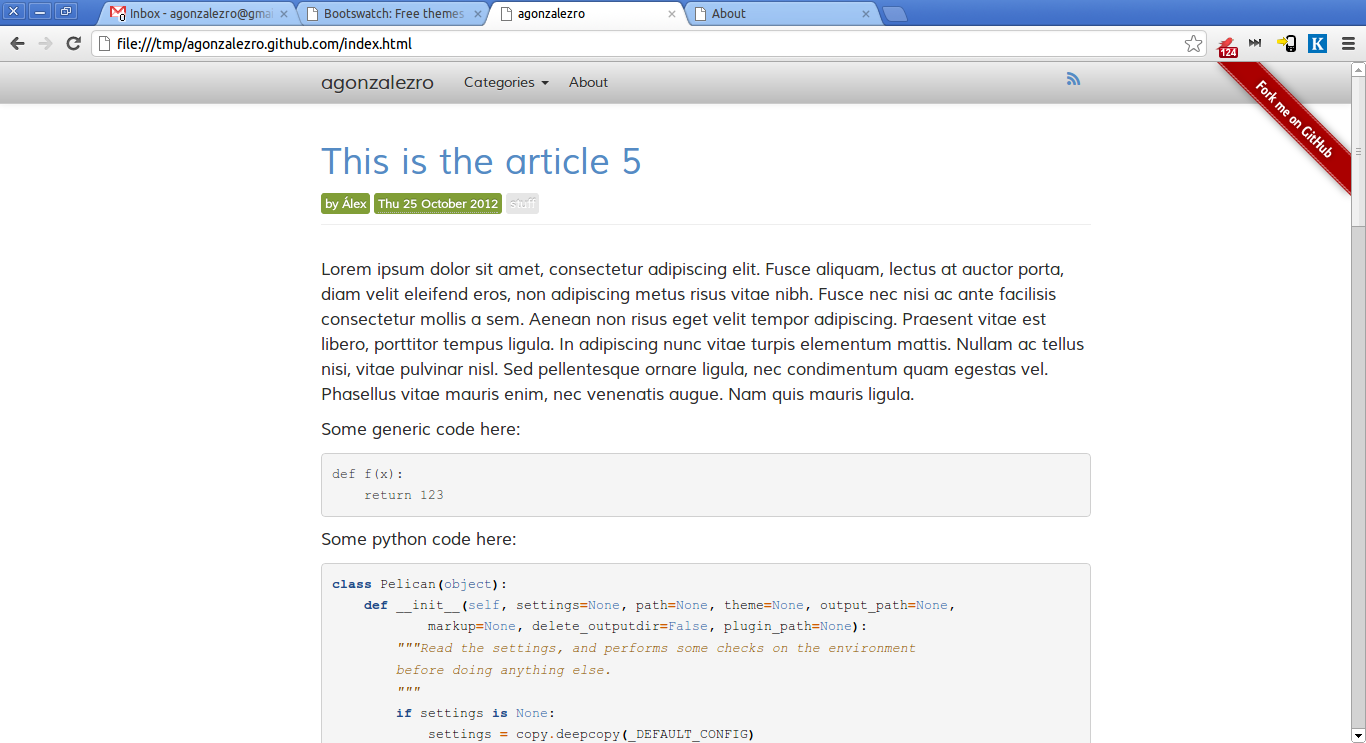 Inbox - agonzalezro@gmai
Bootswatch: Free themes
agonzalezro
About
file:///tmp/agonzalezro.github.com/index.html
124
K
agonzalezro
Categories
About
Fork me on GitHub
This is the article 5
by Álex
Thu 25 October 2012
stuff
Lorem ipsum dolor sit amet, consectetur adipiscing elit. Fusce aliquam, lectus at auctor porta,
diam velit eleifend eros, non adipiscing metus risus vitae nibh. Fusce nec nisi ac ante facilisis
consectetur mollis a sem. Aenean non risus eget velit tempor adipiscing. Praesent vitae est
libero, porttitor tempus ligula. In adipiscing nunc vitae turpis elementum mattis. Nullam ac tellus
nisi, vitae pulvinar nisl. Sed pellentesque ornare ligula, nec condimentum quam egestas vel.
Phasellus vitae mauris enim, nec venenatis augue. Nam quis mauris ligula.
Some generic code here:
def f(x):
    return 123
Some python code here:
class Pelican(object):
    def __init__(self, settings=None, path=None, theme=None, output_path=None,
            markup=None, delete_outputdir=False, plugin_path=None):
        """Read the settings, and performs some checks on the environment
        before doing anything else.
        """
        if settings is None:
            settings = copy.deepcopy(_DEFAULT_CONFIG)